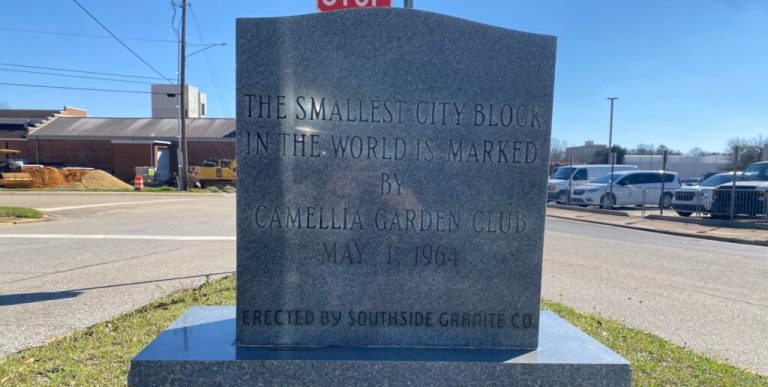 STOP
THE SMALLEST CITY BLOCK
IN THE WORLD IS MARKED
BY
CAMELLIA GARDEN CLUB
MAY 1, 1964
ERECTED BY SOUTHSIDE GRANITE CO.